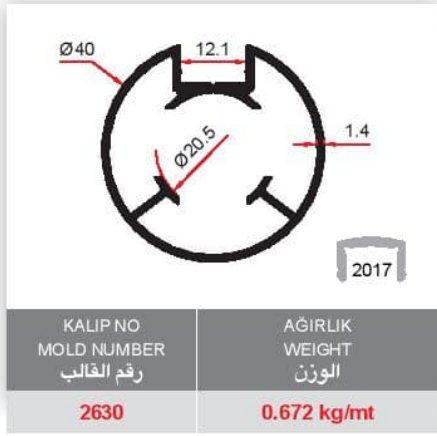 Ø40
12.1
Ø20.5
1.4
2017
KALIP NO
MOLD NUMBER
رقم القالب
AĞIRLIK
WEIGHT
الوزن
2630
0.672 kg/mt